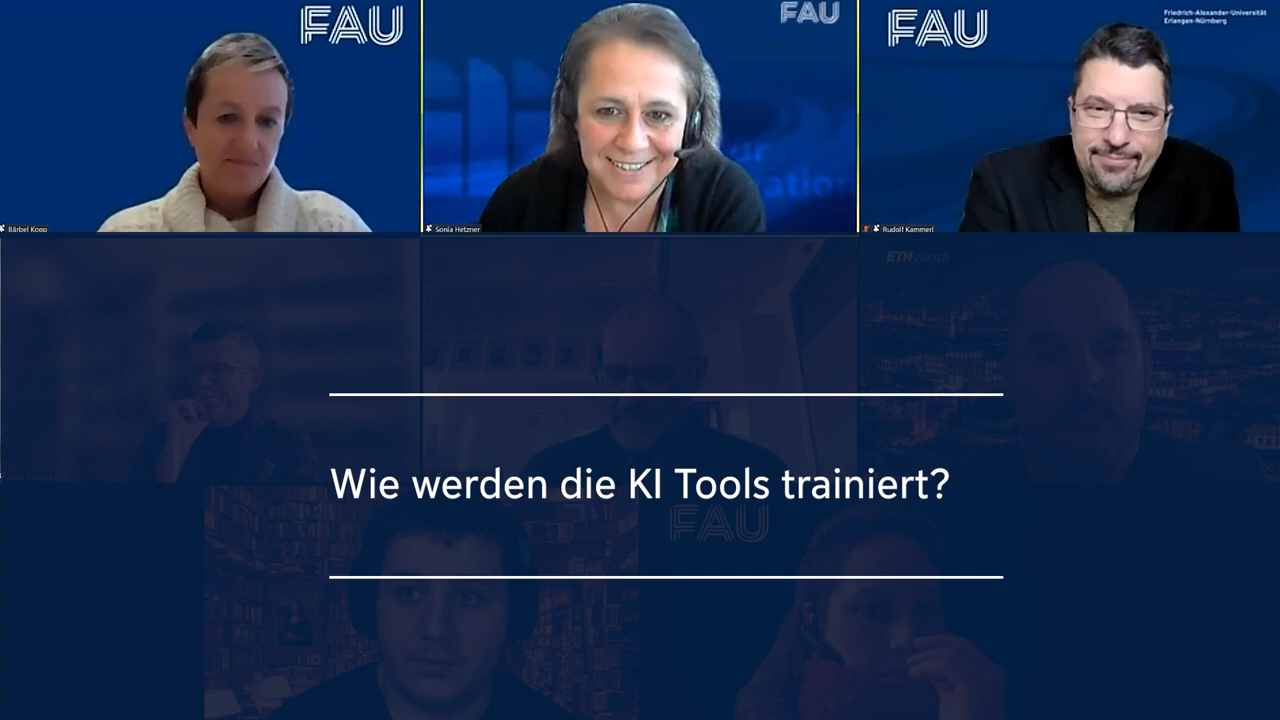 FAU
FAU
FAU
Friedrich-Alexander-Universität
Erlangen-Nürnberg
Bärbel Kopp
Sonia Hetzner
Rudolf Kammerl
ETH zürich
Wie werden die KI Tools trainiert?
FAU